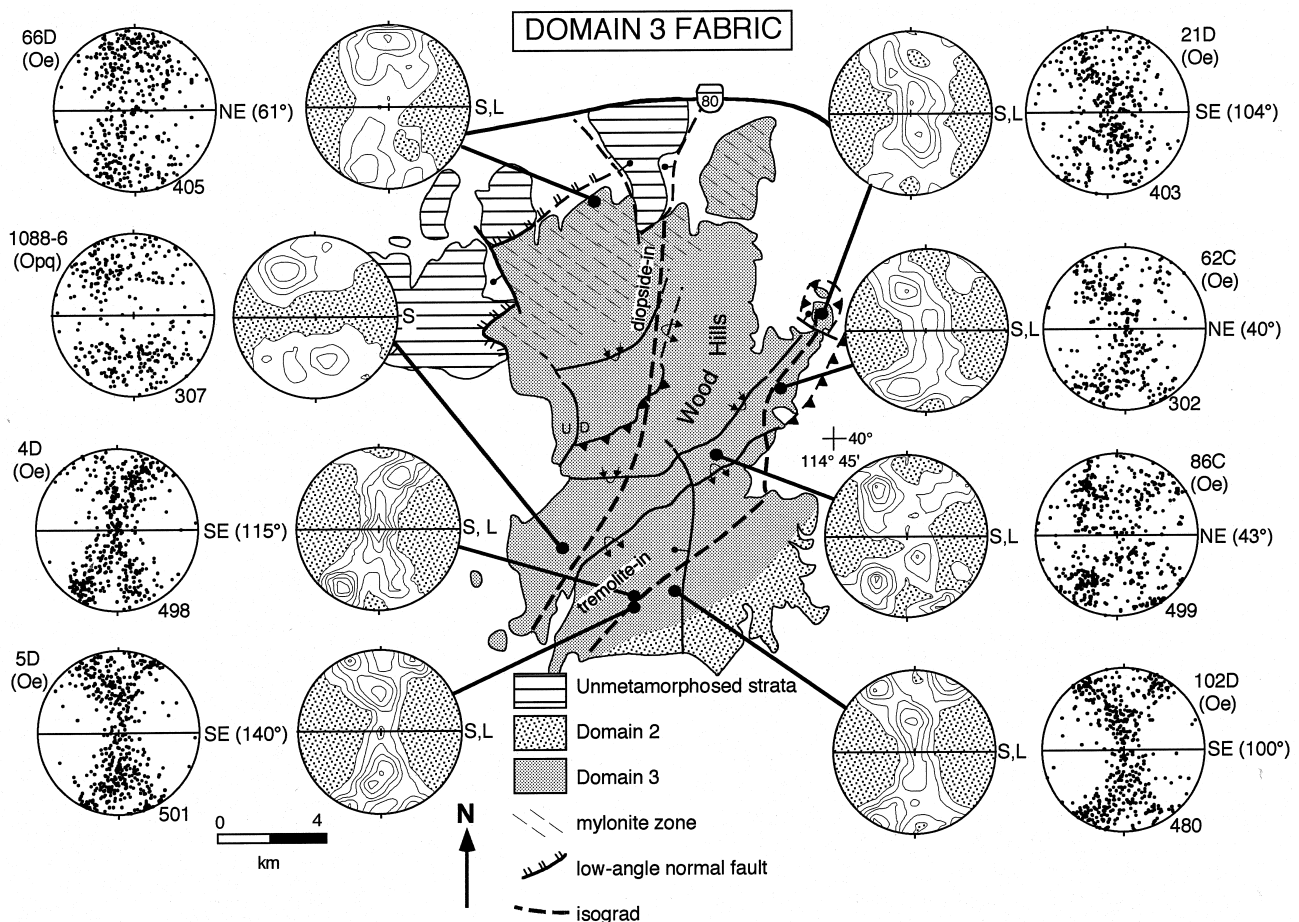 DOMAIN 3 FABRIC
66D
(Oe)
NE (61°)
405
S,L
80
S,L
21D
(Oe)
SE (104°)
403
1088-6
(Opq)
307
S
diopside-in
Wood Hills
U D
40°
114° 45'
S,L
62C
(Oe)
NE (40°)
302
4D
(Oe)
SE (115°)
498
S, L
tremolite-in
S,L
86C
(Oe)
NE (43°)
499
5D
(Oe)
SE (140°)
501
S,L
S,L
102D
(Oe)
SE (100°)
480
0 4
km
N
Unmetamorphosed strata
Domain 2
Domain 3
mylonite zone
low-angle normal fault
isograd